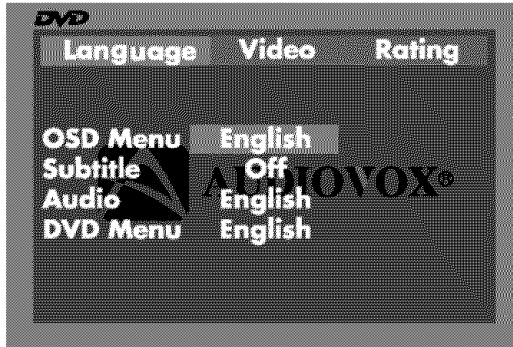 DVD
Language Video Rating
OSD Menu English
Subtitle Off
Audio English
DVD Menu English
AUDIOVOX®